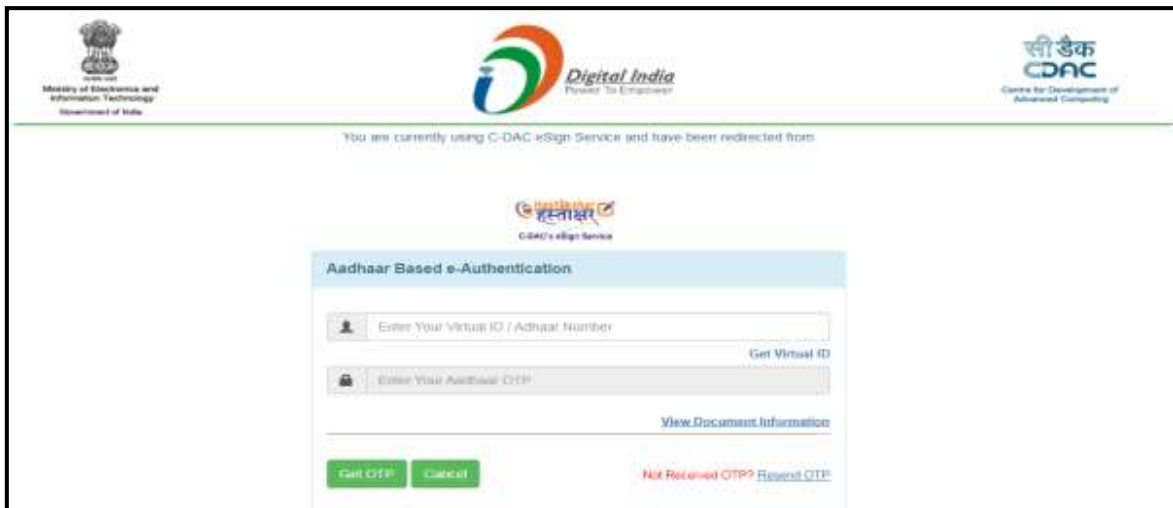 Ministry of Electronics and
Information Technology
Government of India
Digital India
Power To Empower
सी डैक
CDAC
Centre for Development of
Advanced Computing
You are currently using C-DAC eSign Service and have been redirected from
हस्ताक्षर
C-DAC's eSign Service
Aadhaar Based e-Authentication
Enter Your Virtual ID / Adhaar Number
Get Virtual ID
Enter Your Aadhaar OTP
View Document Information
Get OTP
Cancel
Not Received OTP? Resend OTP